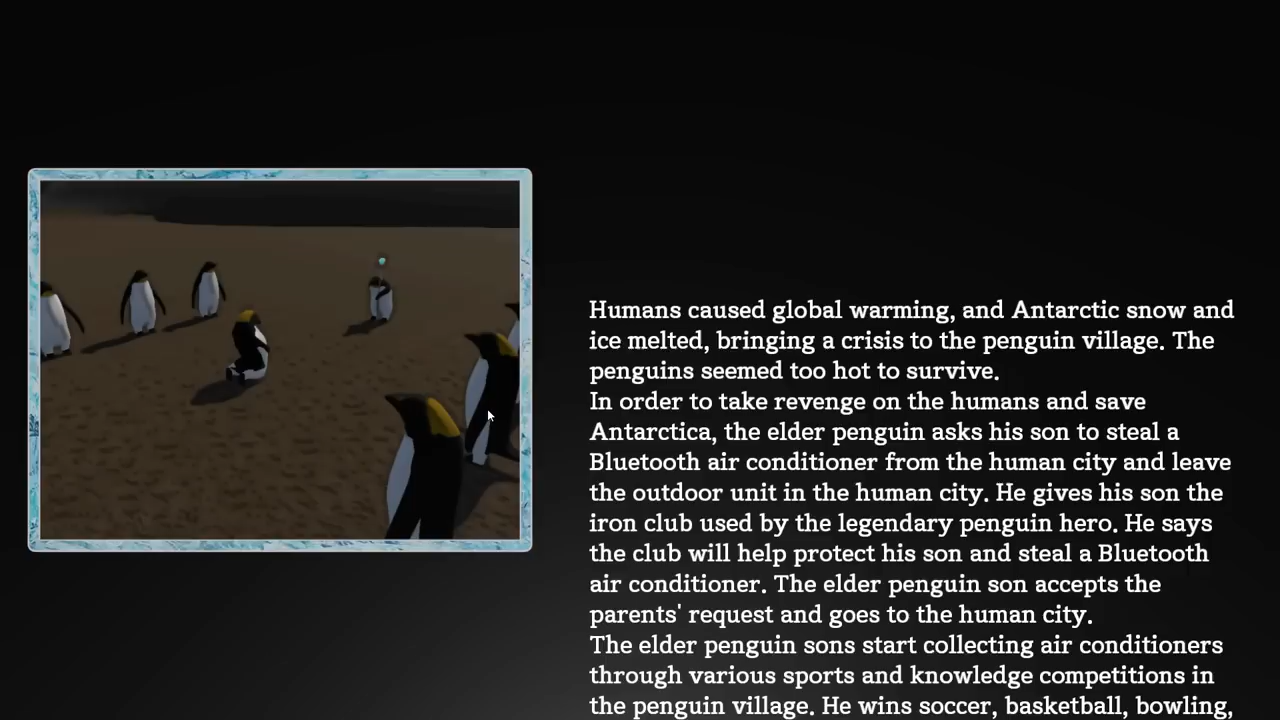 Humans caused global warming, and Antarctic snow and
ice melted, bringing a crisis to the penguin village. The
penguins seemed too hot to survive.
In order to take revenge on the humans and save
Antarctica, the elder penguin asks his son to steal a
Bluetooth air conditioner from the human city and leave
the outdoor unit in the human city. He gives his son the
iron club used by the legendary penguin hero. He says
the club will help protect his son and steal a Bluetooth
air conditioner. The elder penguin son accepts the
parents' request and goes to the human city.
The elder penguin sons start collecting air conditioners
through various sports and knowledge competitions in
the penguin village. He wins soccer, basketball, bowling,